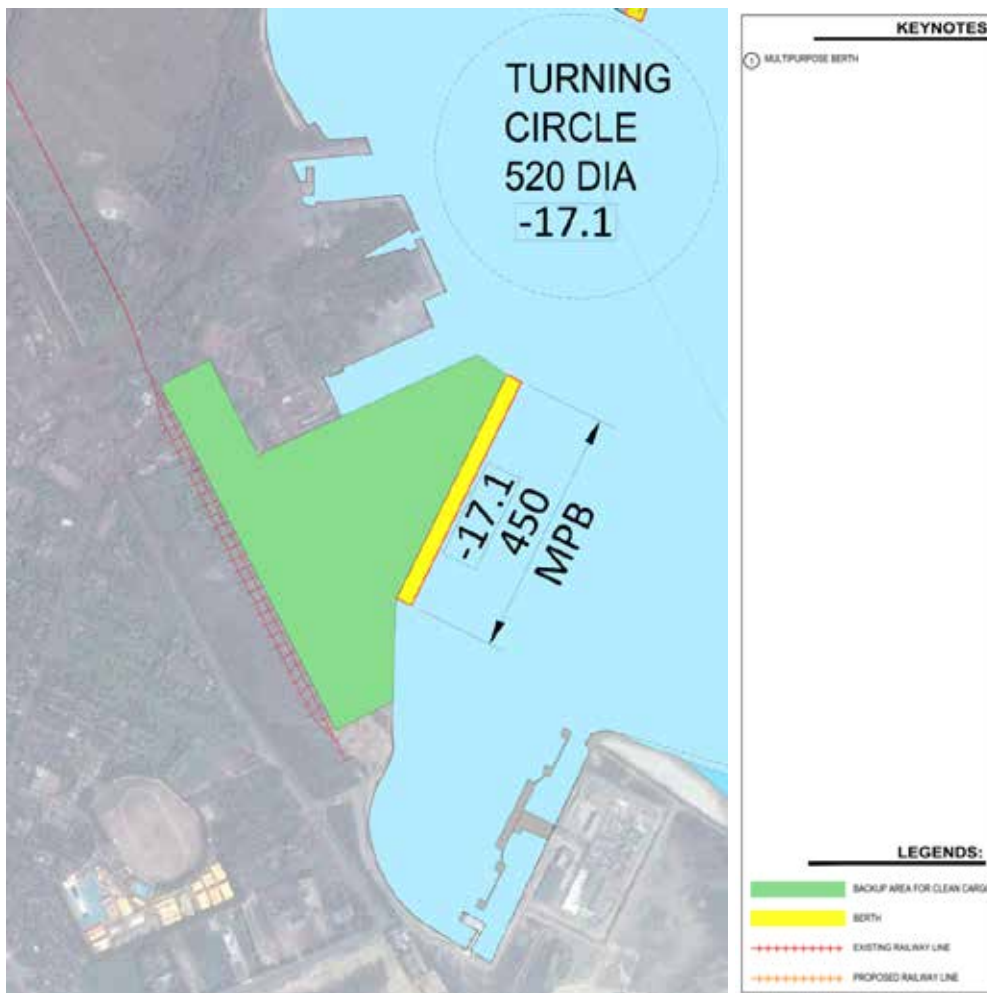 TURNING
CIRCLE
520 DIA
-17.1
-17.1
450
MPB
KEYNOTES
1 MULTIPURPOSE BERTH
LEGENDS:
BACKUP AREA FOR CLEAN CARG
BERTH
EXISTING RAILWAY LINE
PROPOSED RAILWAY LINE